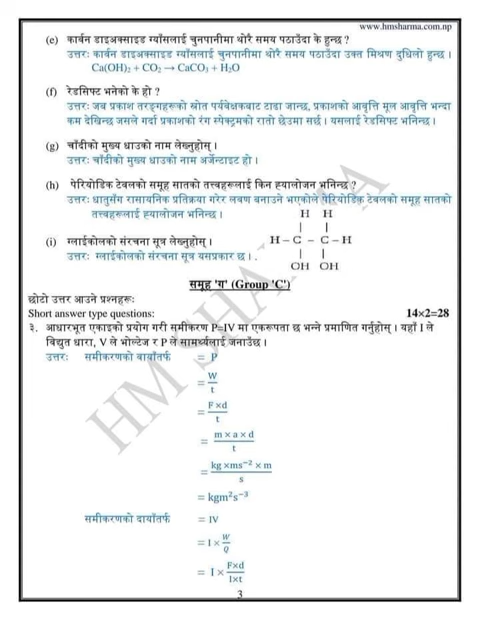 www.hmsharma.com.np
(e) कार्वन डाइअक्साइड ग्याँसलाई चुनपानीमा थोरै समय पठाउँदा के हुन्छ ?
उत्तरः कार्वन डाइअक्साइड ग्याँसलाई चुनपानीमा थोरै समय पठाउँदा उक्त मिश्रण दुधिलो हुन्छ ।
Ca(OH)₂ + CO₂ → CaCO₃ + H₂O
(f) रेडसिफ्ट भनेको के हो ?
उत्तरः जब प्रकाश तरङ्गहरूको स्रोत पर्यवेक्षकबाट टाढा जान्छ, प्रकाशको आवृत्ति मूल आवृत्ति भन्दा
कम देखिन्छ जसले गर्दा प्रकाशको रंग स्पेक्ट्रमको रातो छेउमा सर्छ । यसलाई रेडसिफ्ट भनिन्छ ।
(g) चाँदीको मुख्य धाउको नाम लेख्नुहोस् ।
उत्तरः चाँदीको मुख्य धाउको नाम अर्जेन्टाइट हो ।
(h) पेरियोडिक टेवलको समूह सातको तत्त्वहरूलाई किन ह्यालोजन भनिन्छ ?
उत्तरः धातुसँग रासायनिक प्रतिक्रया गरेर लवण बनाउने भएकोले पेरियोडिक टेवलको समूह सातको
तत्त्वहरूलाई ह्यालोजन भनिन्छ ।
H H
| |
(i) ग्लाईकोलको संरचना सूत्र लेख्नुहोस् । H – C – C – H
उत्तरः ग्लाईकोलको संरचना सूत्र यसप्रकार छ । . | |
OH OH
समूह 'ग' (Group 'C')
छोटो उत्तर आउने प्रश्नहरूः
Short answer type questions: 14×2=28
३. आधारभूत एकाइको प्रयोग गरी समीकरण P=IV मा एकरूपता छ भन्ने प्रमाणित गर्नुहोस् । यहाँ I ले
विद्युत धारा, V ले भोल्टेज र P ले सामर्थ्यलाई जनाउँछ ।
उत्तरः समीकरणको बायाँतर्फ = P
= W/t
= F×d/t
= m × a × d/t
= kg ×ms⁻² × m/s
= kgm²s⁻³
समीकरणको दायाँतर्फ = IV
= I × W/Q
= I × F×d/I×t
3
HM SHARMA